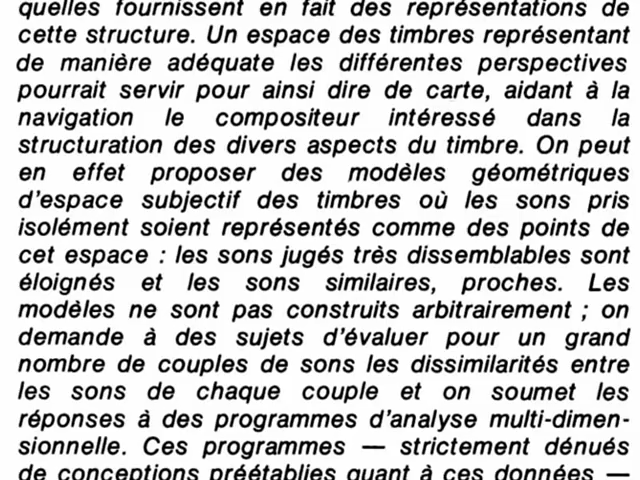 quelles fournissent en fait des représentations de
cette structure. Un espace des timbres représentant
de manière adéquate les différentes perspectives
pourrait servir pour ainsi dire de carte, aidant à la
navigation le compositeur intéressé dans la
structuration des divers aspects du timbre. On peut
en effet proposer des modèles géométriques
d'espace subjectif des timbres où les sons pris
isolément soient représentés comme des points de
cet espace : les sons jugés très dissemblables sont
éloignés et les sons similaires, proches. Les
modèles ne sont pas construits arbitrairement ; on
demande à des sujets d'évaluer pour un grand
nombre de couples de sons les dissimilarités entre
les sons de chaque couple et on soumet les
réponses à des programmes d'analyse multi-dimen-
sionnelle. Ces programmes — strictement dénués
de conceptions préétablies quant à ces données —